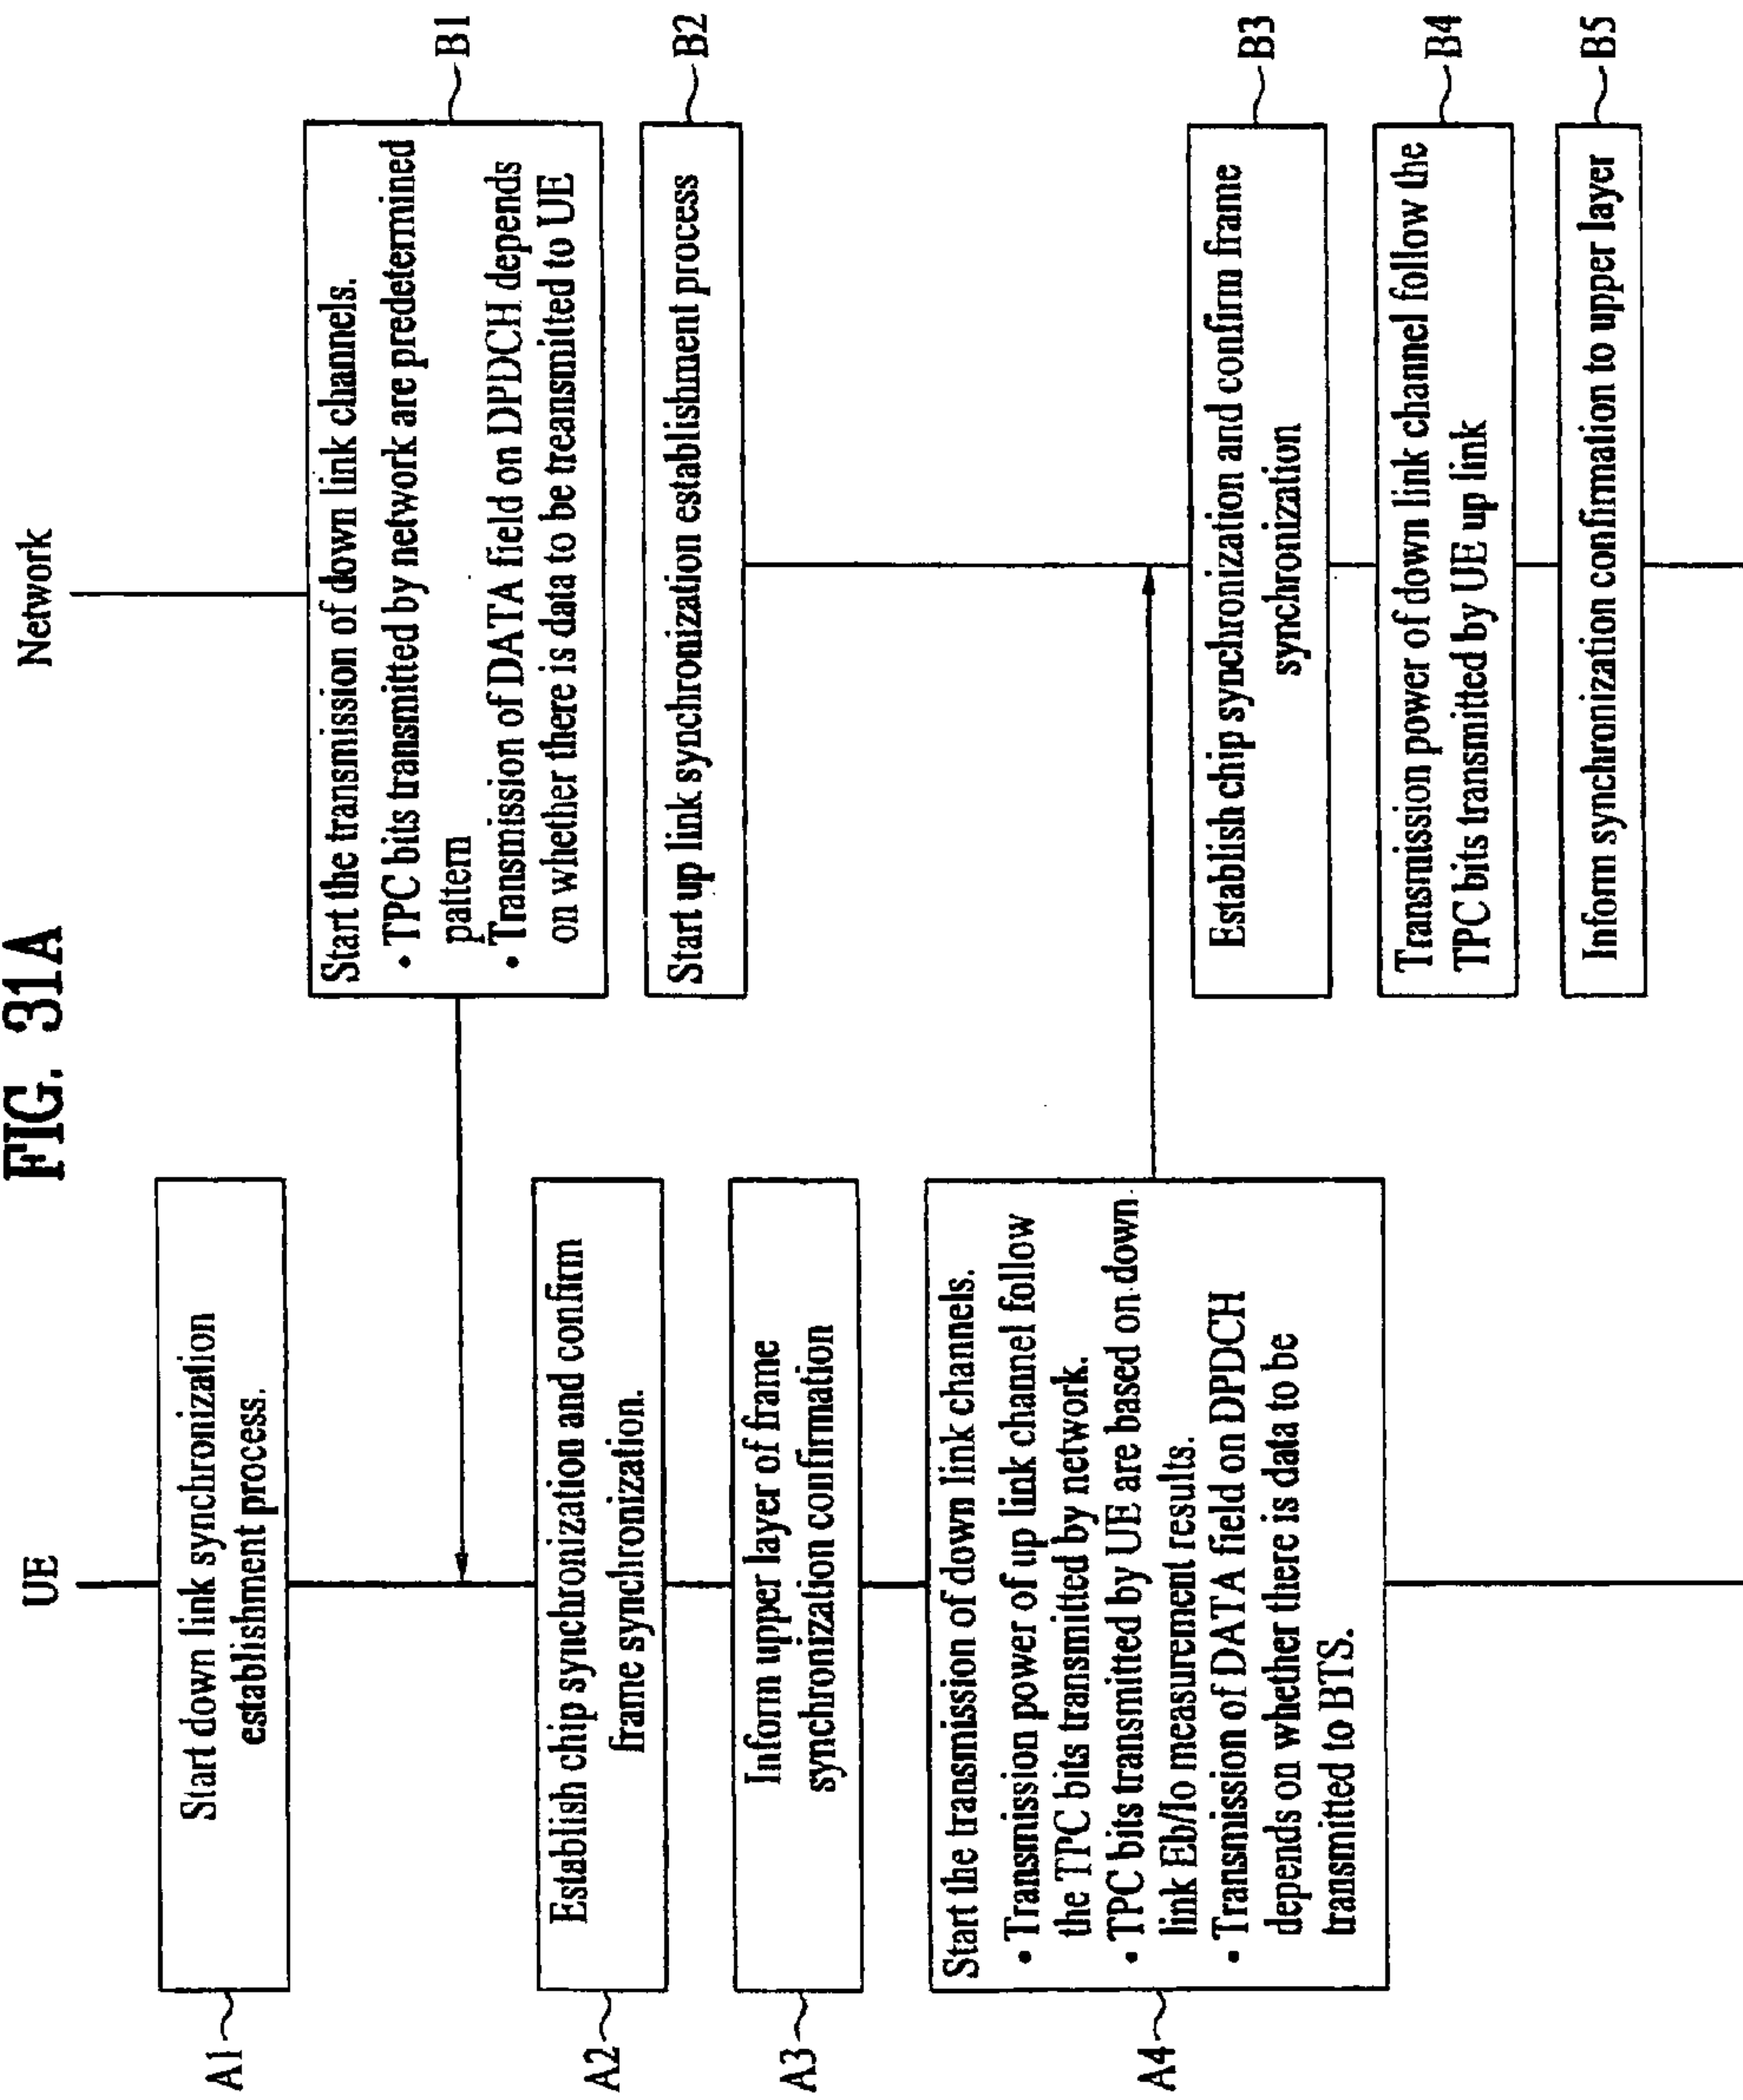 FIG. 31A
UE
Network
A1
Start down link synchronization
establishment process.
Start the transmission of down link channels.
• TPC bits transmitted by network are predetermined
pattern
• Transmission of DATA field on DPDCH depends
on whether there is data to be treansmitted to UE
B1
A2
Establish chip synchronization and confirm
frame synchronization.
Start up link synchronization establishment process
B2
A3
Inform upper layer of frame
synchronization confirmation
A4
Start the transmission of down link channels.
• Transmission power of up link channel follow
the TPC bits transmitted by network.
• TPC bits transmitted by UE are based on down
link Eb/Io measurement results.
• Transmission of DATA field on DPDCH
depends on whether there is data to be
transmitted to BTS.
Establish chip synchronization and confirm frame
synchronization
B3
Transmission power of down link channel follow the
TPC bits transmitted by UE up link
B4
Inform synchronization confirmation to upper layer
B5